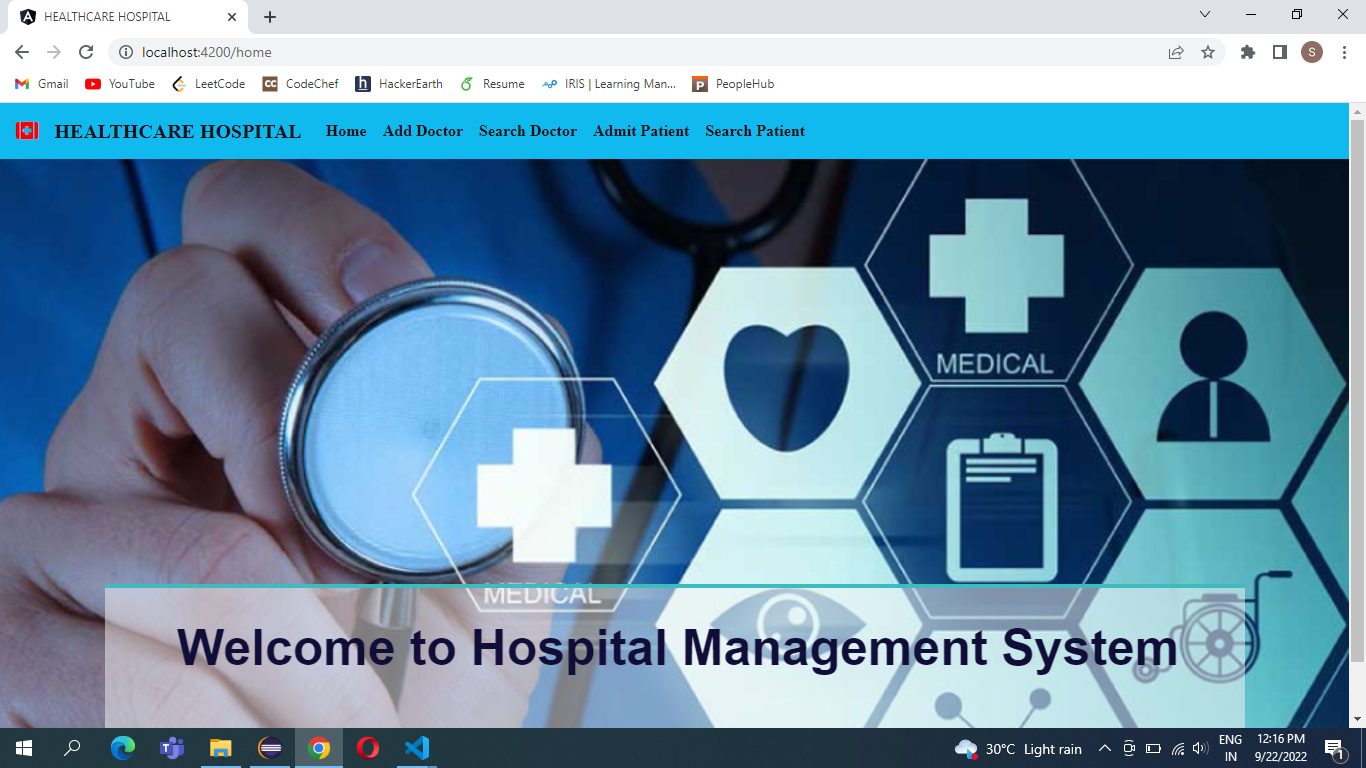 HEALTHCARE HOSPITAL
localhost:4200/home
S
Gmail YouTube LeetCode CodeChef HackerEarth Resume IRIS | Learning Man... PeopleHub
HEALTHCARE HOSPITAL Home Add Doctor Search Doctor Admit Patient Search Patient
MEDICAL
MEDICAL
Welcome to Hospital Management System
30°C Light rain
ENG
IN
12:16 PM
9/22/2022
1